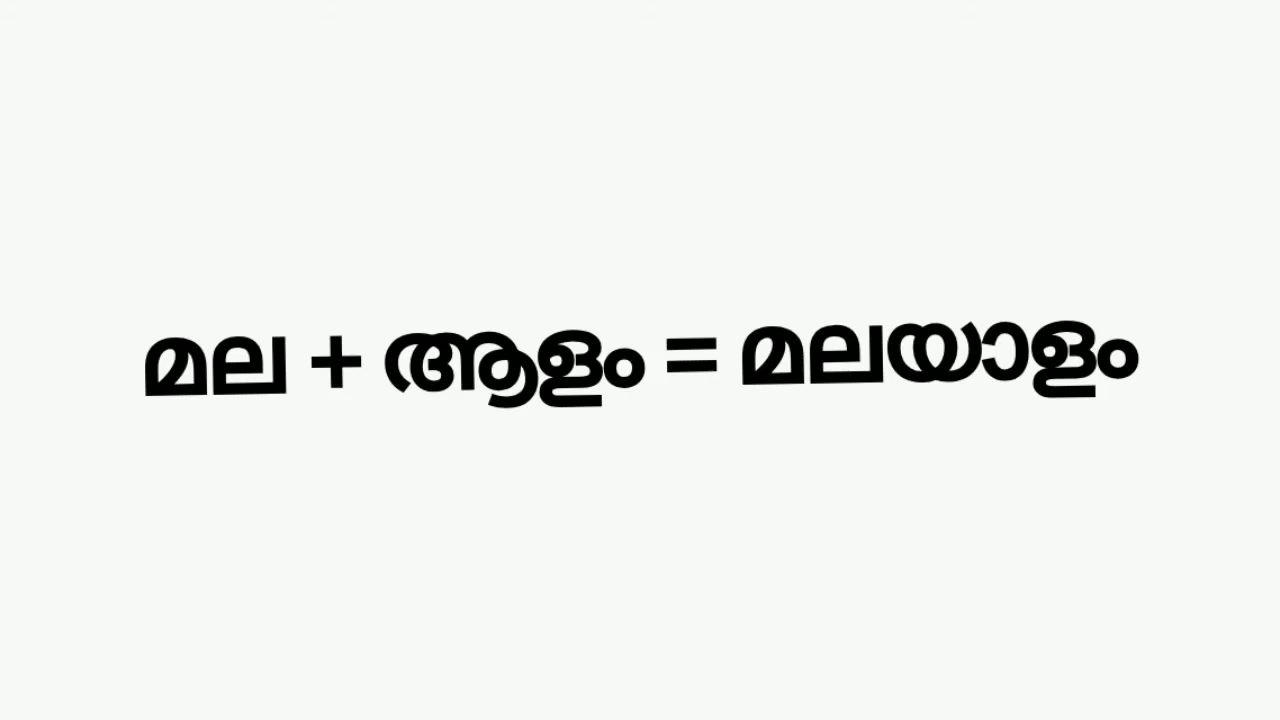 മല + ആളം = മലയാളം